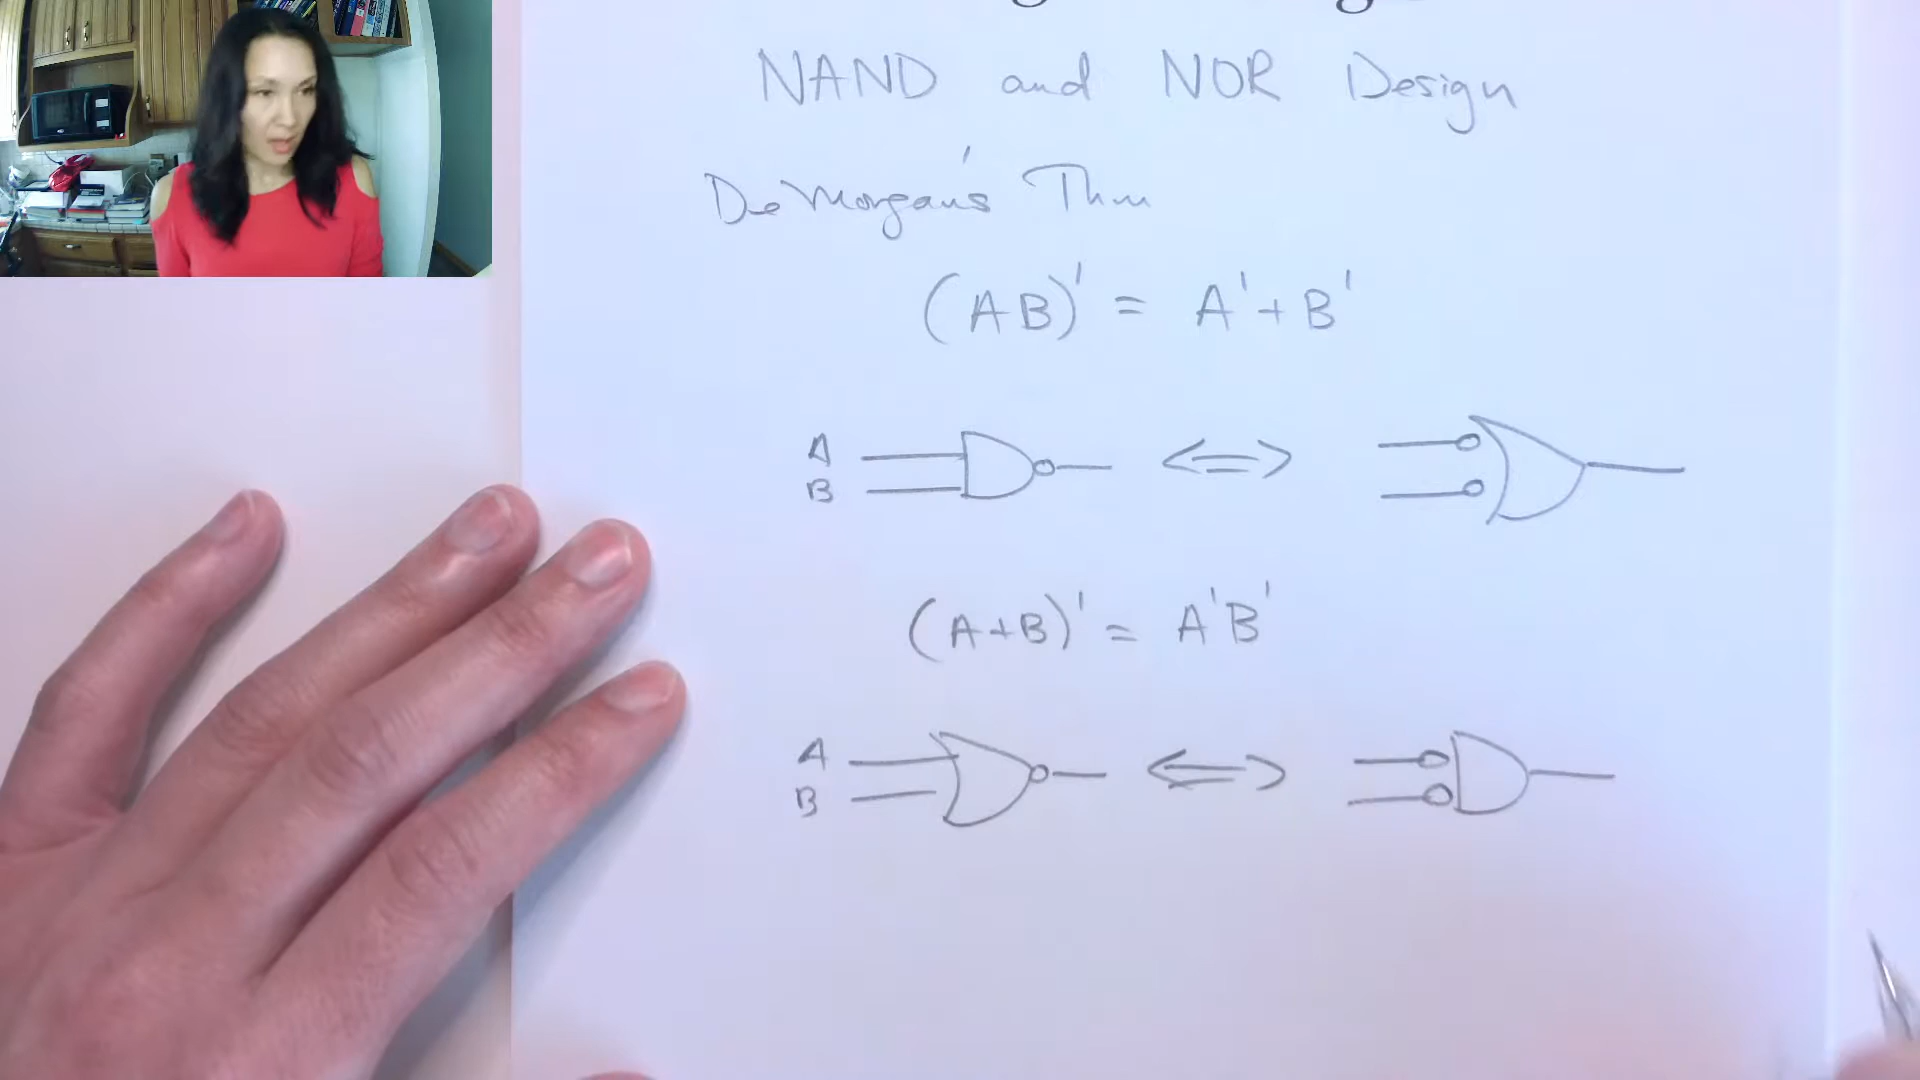 NAND and NOR Design
DeMorgan's Thm
(AB)' = A' + B'
A
B
<=>
(A+B)' = A'B'
A
B
<=>